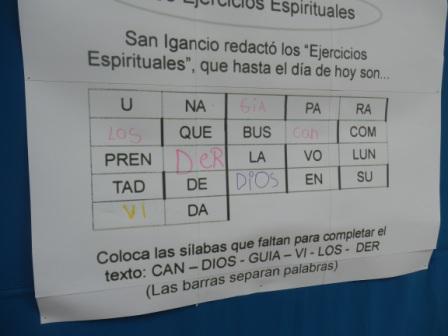 Ejercicios Espirituales
San Igancio redactó los "Ejercicios
Espirituales", que hasta el día de hoy son...
U NA GiA PA RA
LOS QUE BUS Can COM
PREN DeR LA VO LUN
TAD DE DiOS EN SU
Vi DA
Coloca las silabas que faltan para completar el
texto: CAN – DIOS - GUIA – VI - LOS - DER
(Las barras separan palabras)